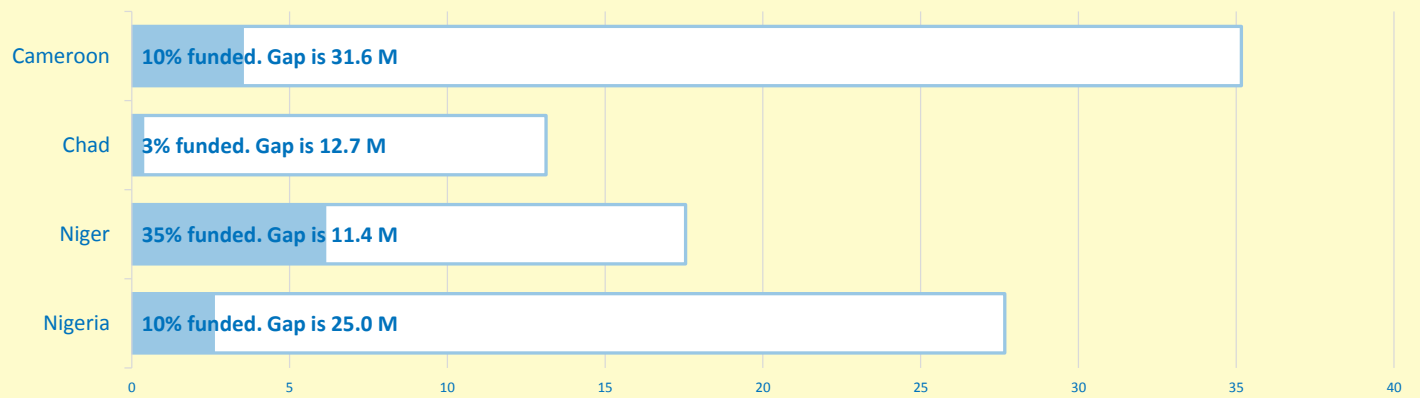 Cameroon
10% funded. Gap is 31.6 M
Chad
3% funded. Gap is 12.7 M
Niger
35% funded. Gap is 11.4 M
Nigeria
10% funded. Gap is 25.0 M
0 5 10 15 20 25 30 35 40